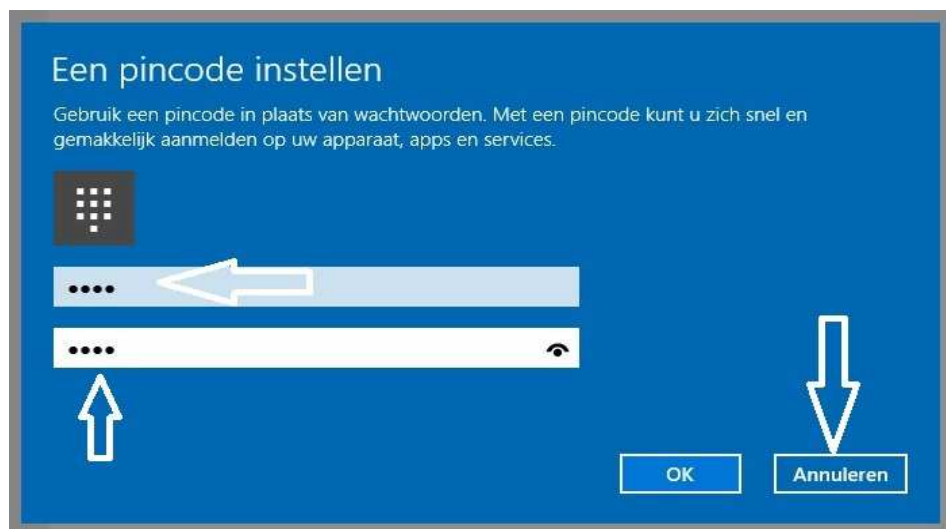 Een pincode instellen
Gebruik een pincode in plaats van wachtwoorden. Met een pincode kunt u zich snel en
gemakkelijk aanmelden op uw apparaat, apps en services.
••••
••••
OK
Annuleren